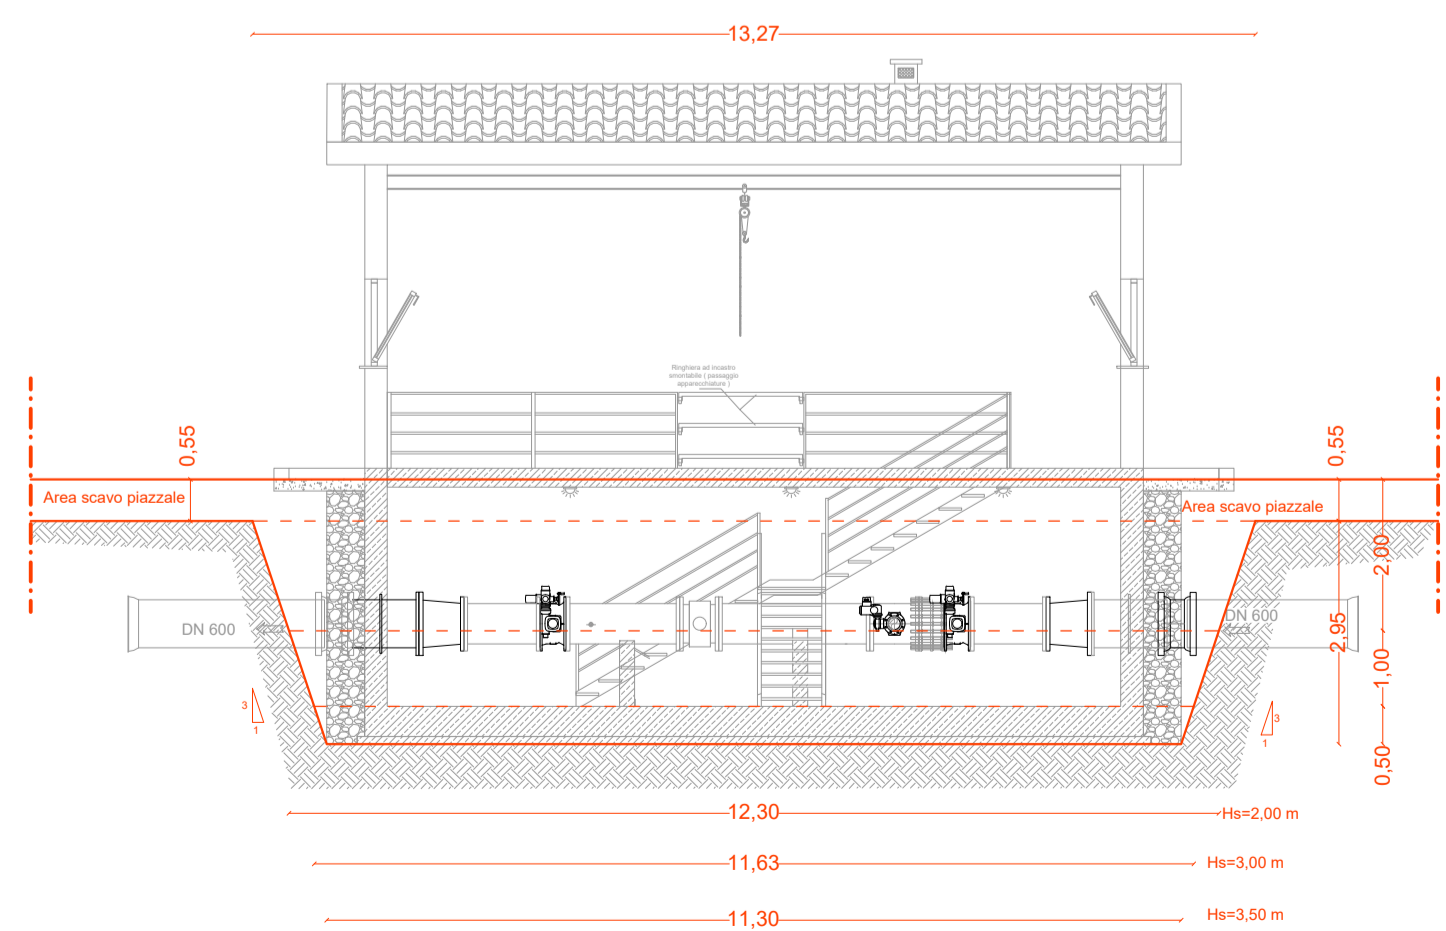 13,27
Ringhiera ad incastro
smontabile ( passaggio
apparecchiature )
0,55
0,55
Area scavo piazzale
Area scavo piazzale
2,00
DN 600
DN 600
2,95
1,00
3
1
3
1
0,50
12,30
Hs=2,00 m
11,63
Hs=3,00 m
11,30
Hs=3,50 m